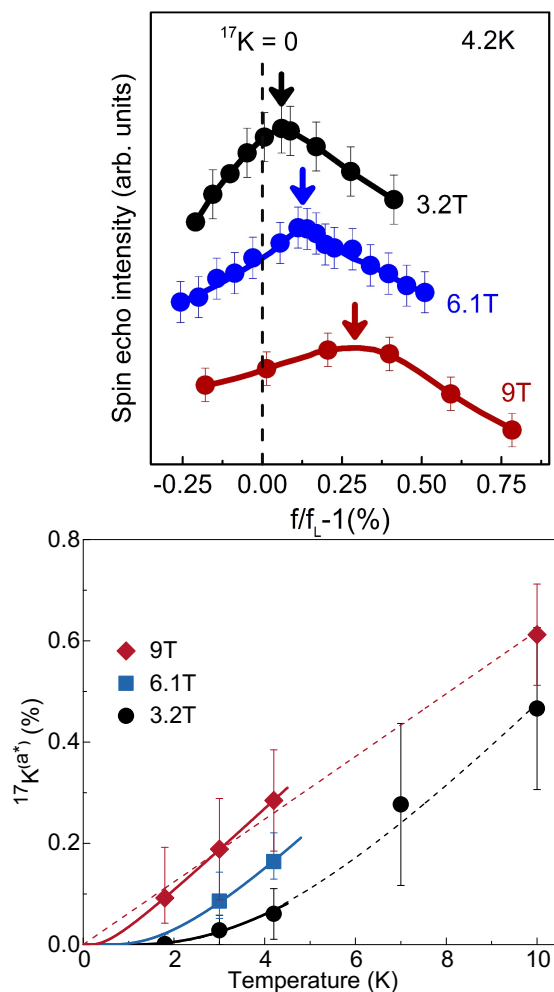 ¹⁷K = 0
4.2K
3.2T
6.1T
9T
Spin echo intensity (arb. units)
-0.25 0.00 0.25 0.50 0.75
f/f_L-1(%)
0.8
0.6
0.4
0.2
0.0
9T
6.1T
3.2T
¹⁷K⁽ᵃ*⁾ (%)
0 2 4 6 8 10
Temperature (K)